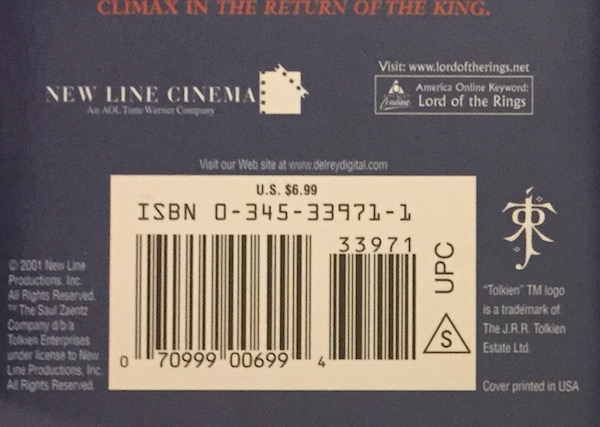 CLIMAX IN THE RETURN OF THE KING.
Visit: www.lordoftherings.net
NEW LINE CINEMA
An AOL Time Warner Company
America Online Keyword:
Lord of the Rings
Visit our Web site at www.delreydigital.com
U.S. $6.99
ISBN 0-345-33971-1
33971
0 70999 00699 4
UPC
S
© 2001 New Line
Productions, Inc.
All Rights Reserved.
™ The Saul Zaentz
Company d/b/a
Tolkien Enterprises
under license to New
Line Productions, Inc.
All Rights Reserved.
"Tolkien" TM logo
is a trademark of
The J.R.R. Tolkien
Estate Ltd.
Cover printed in USA